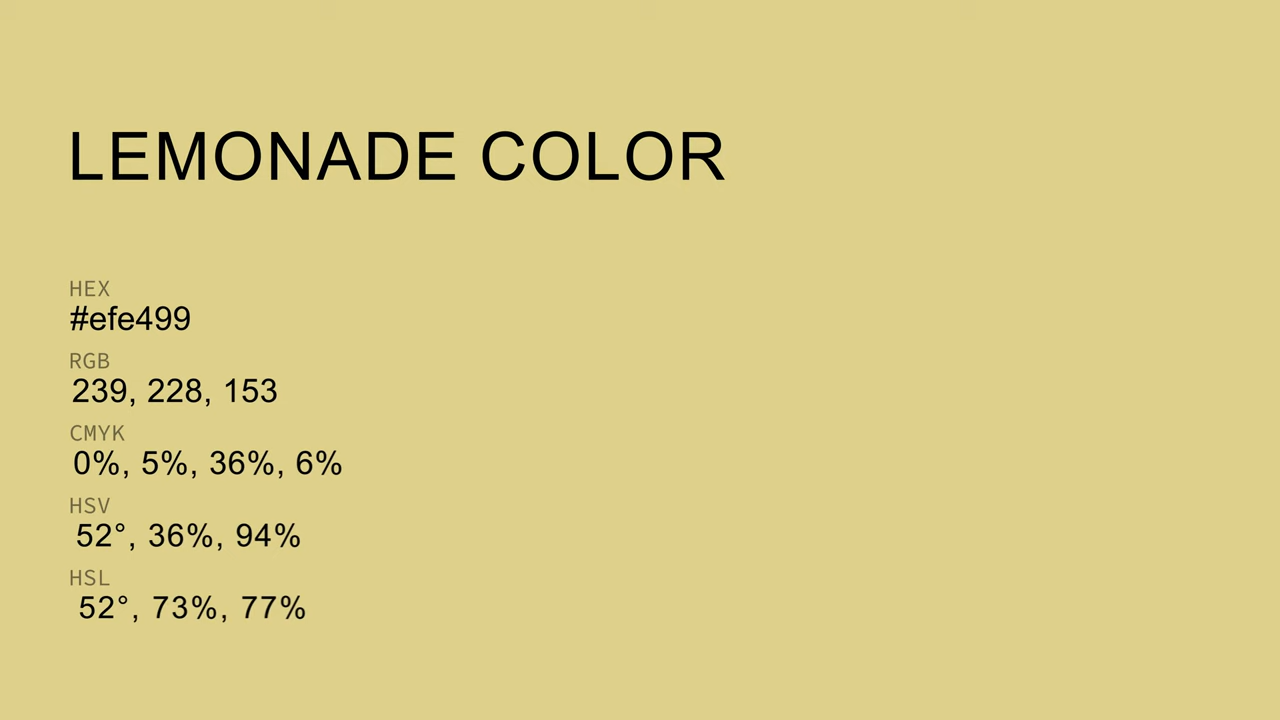 LEMONADE COLOR
HEX
#efe499
RGB
239, 228, 153
CMYK
0%, 5%, 36%, 6%
HSV
52°, 36%, 94%
HSL
52°, 73%, 77%